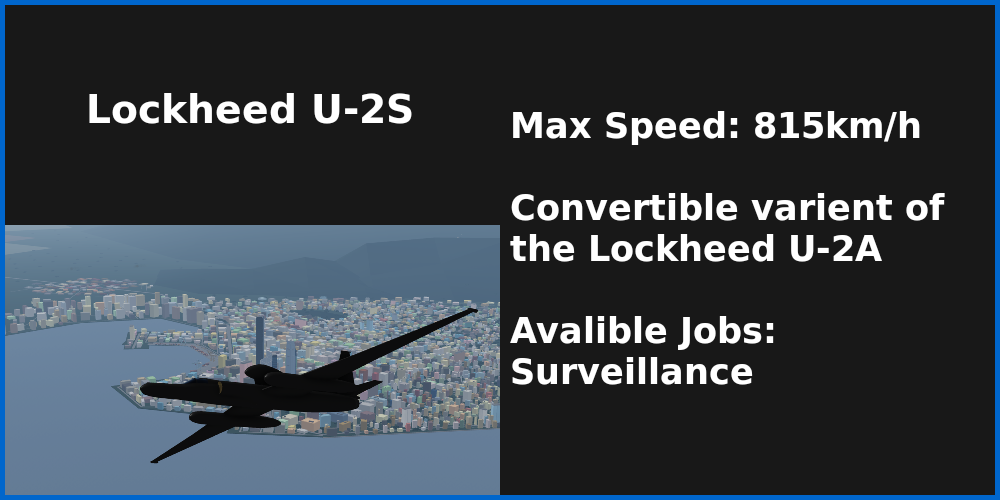 Lockheed U-2S
Max Speed: 815km/h
Convertible varient of
the Lockheed U-2A
Avalible Jobs:
Surveillance